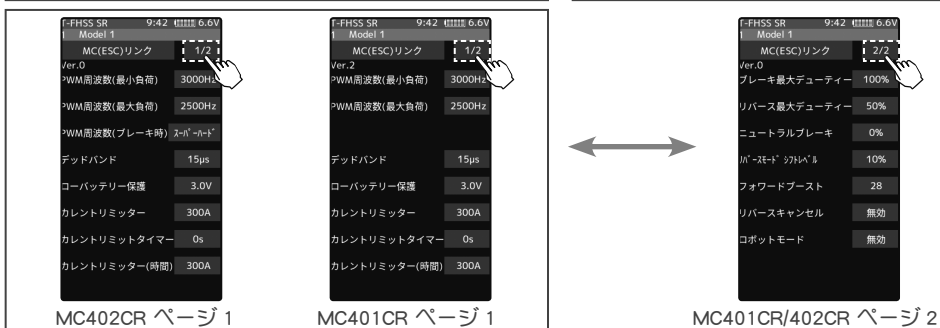 T-FHSS SR 9:42 6.6V
1 Model 1
MC(ESC)リンク 1/2
Ver.0
PWM周波数(最小負荷) 3000Hz
PWM周波数(最大負荷) 2500Hz
PWM周波数(ブレーキ時) ｽｰﾊﾟｰﾊｰﾄﾞ
デッドバンド 15µs
ローバッテリー保護 3.0V
カレントリミッター 300A
カレントリミットタイマー 0s
カレントリミッター(時間) 300A
MC402CR ページ 1
T-FHSS SR 9:42 6.6V
1 Model 1
MC(ESC)リンク 1/2
Ver.0
PWM周波数(最小負荷) 3000Hz
PWM周波数(最大負荷) 2500Hz
デッドバンド 15µs
ローバッテリー保護 3.0V
カレントリミッター 300A
カレントリミットタイマー 0s
カレントリミッター(時間) 300A
MC401CR ページ 1
T-FHSS SR 9:42 6.6V
1 Model 1
MC(ESC)リンク 2/2
Ver.0
ブレーキ最大デューティー 100%
リバース最大デューティー 50%
ニュートラルブレーキ 0%
ﾘﾊﾞｰｽﾓｰﾄﾞ ｼﾌﾄﾚﾍﾞﾙ 10%
フォワードブースト 28
リバースキャンセル 無効
ロボットモード 無効
MC401CR/402CR ページ 2